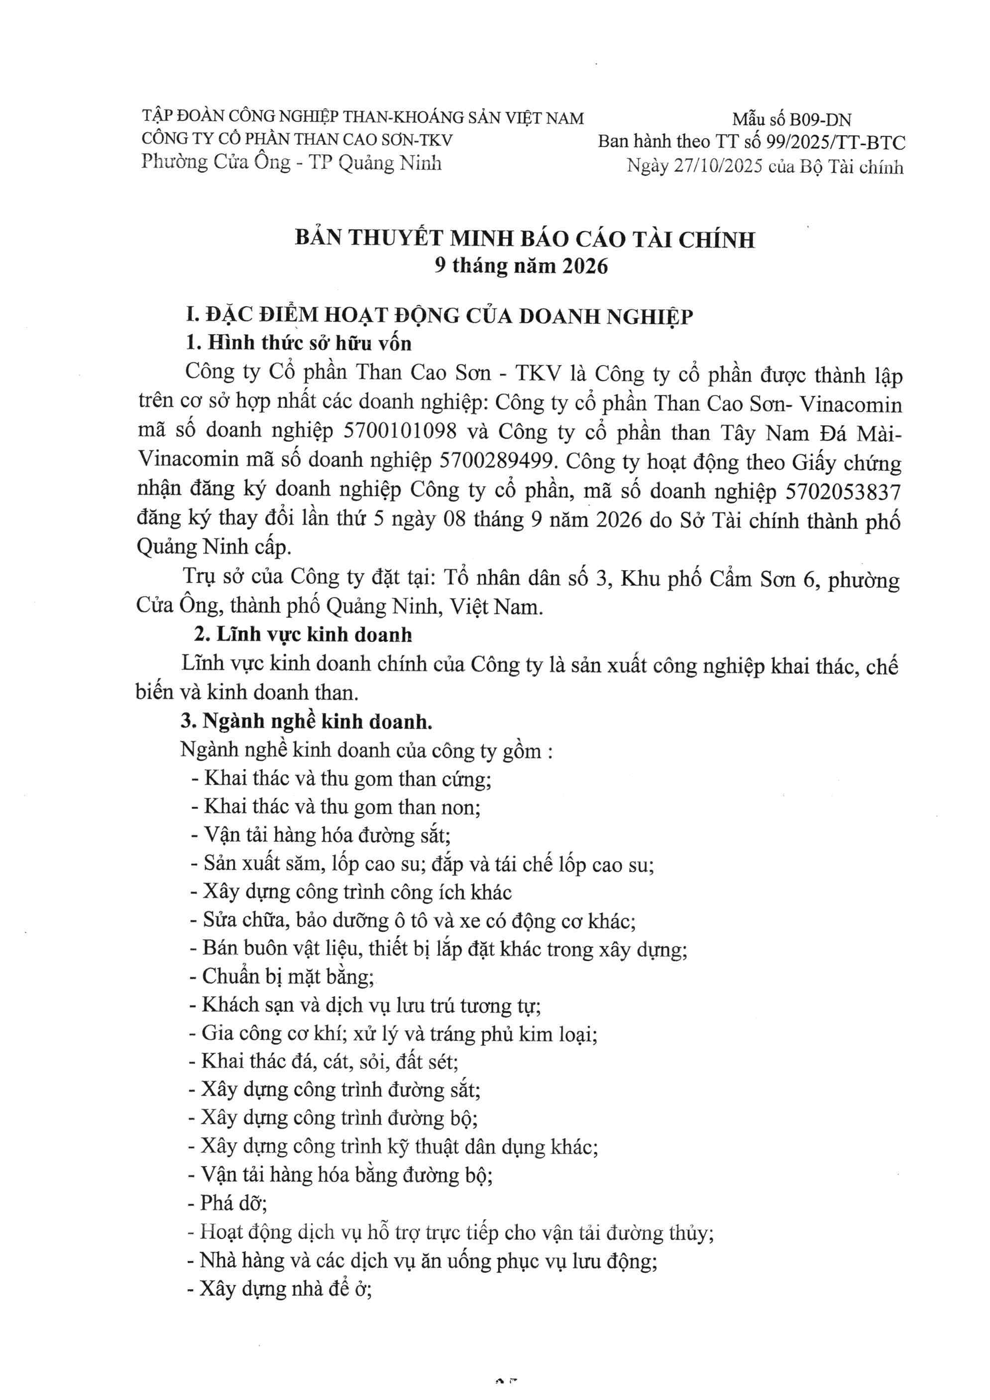 TẬP ĐOÀN CÔNG NGHIỆP THAN-KHOÁNG SẢN VIỆT NAM
CÔNG TY CỔ PHẦN THAN CAO SƠN-TKV
Phường Cửa Ông - TP Quảng Ninh
Mẫu số B09-DN
Ban hành theo TT số 99/2025/TT-BTC
Ngày 27/10/2025 của Bộ Tài chính
BẢN THUYẾT MINH BÁO CÁO TÀI CHÍNH
9 tháng năm 2026
I. ĐẶC ĐIỂM HOẠT ĐỘNG CỦA DOANH NGHIỆP
1. Hình thức sở hữu vốn
Công ty Cổ phần Than Cao Sơn - TKV là Công ty cổ phần được thành lập
trên cơ sở hợp nhất các doanh nghiệp: Công ty cổ phần Than Cao Sơn- Vinacomin
mã số doanh nghiệp 5700101098 và Công ty cổ phần than Tây Nam Đá Mài-
Vinacomin mã số doanh nghiệp 5700289499. Công ty hoạt động theo Giấy chứng
nhận đăng ký doanh nghiệp Công ty cổ phần, mã số doanh nghiệp 5702053837
đăng ký thay đổi lần thứ 5 ngày 08 tháng 9 năm 2026 do Sở Tài chính thành phố
Quảng Ninh cấp.
Trụ sở của Công ty đặt tại: Tổ nhân dân số 3, Khu phố Cẩm Sơn 6, phường
Cửa Ông, thành phố Quảng Ninh, Việt Nam.
2. Lĩnh vực kinh doanh
Lĩnh vực kinh doanh chính của Công ty là sản xuất công nghiệp khai thác, chế
biến và kinh doanh than.
3. Ngành nghề kinh doanh.
Ngành nghề kinh doanh của công ty gồm :
- Khai thác và thu gom than cứng;
- Khai thác và thu gom than non;
- Vận tải hàng hóa đường sắt;
- Sản xuất săm, lốp cao su; đắp và tái chế lốp cao su;
- Xây dựng công trình công ích khác
- Sửa chữa, bảo dưỡng ô tô và xe có động cơ khác;
- Bán buôn vật liệu, thiết bị lắp đặt khác trong xây dựng;
- Chuẩn bị mặt bằng;
- Khách sạn và dịch vụ lưu trú tương tự;
- Gia công cơ khí; xử lý và tráng phủ kim loại;
- Khai thác đá, cát, sỏi, đất sét;
- Xây dựng công trình đường sắt;
- Xây dựng công trình đường bộ;
- Xây dựng công trình kỹ thuật dân dụng khác;
- Vận tải hàng hóa bằng đường bộ;
- Phá dỡ;
- Hoạt động dịch vụ hỗ trợ trực tiếp cho vận tải đường thủy;
- Nhà hàng và các dịch vụ ăn uống phục vụ lưu động;
- Xây dựng nhà để ở;